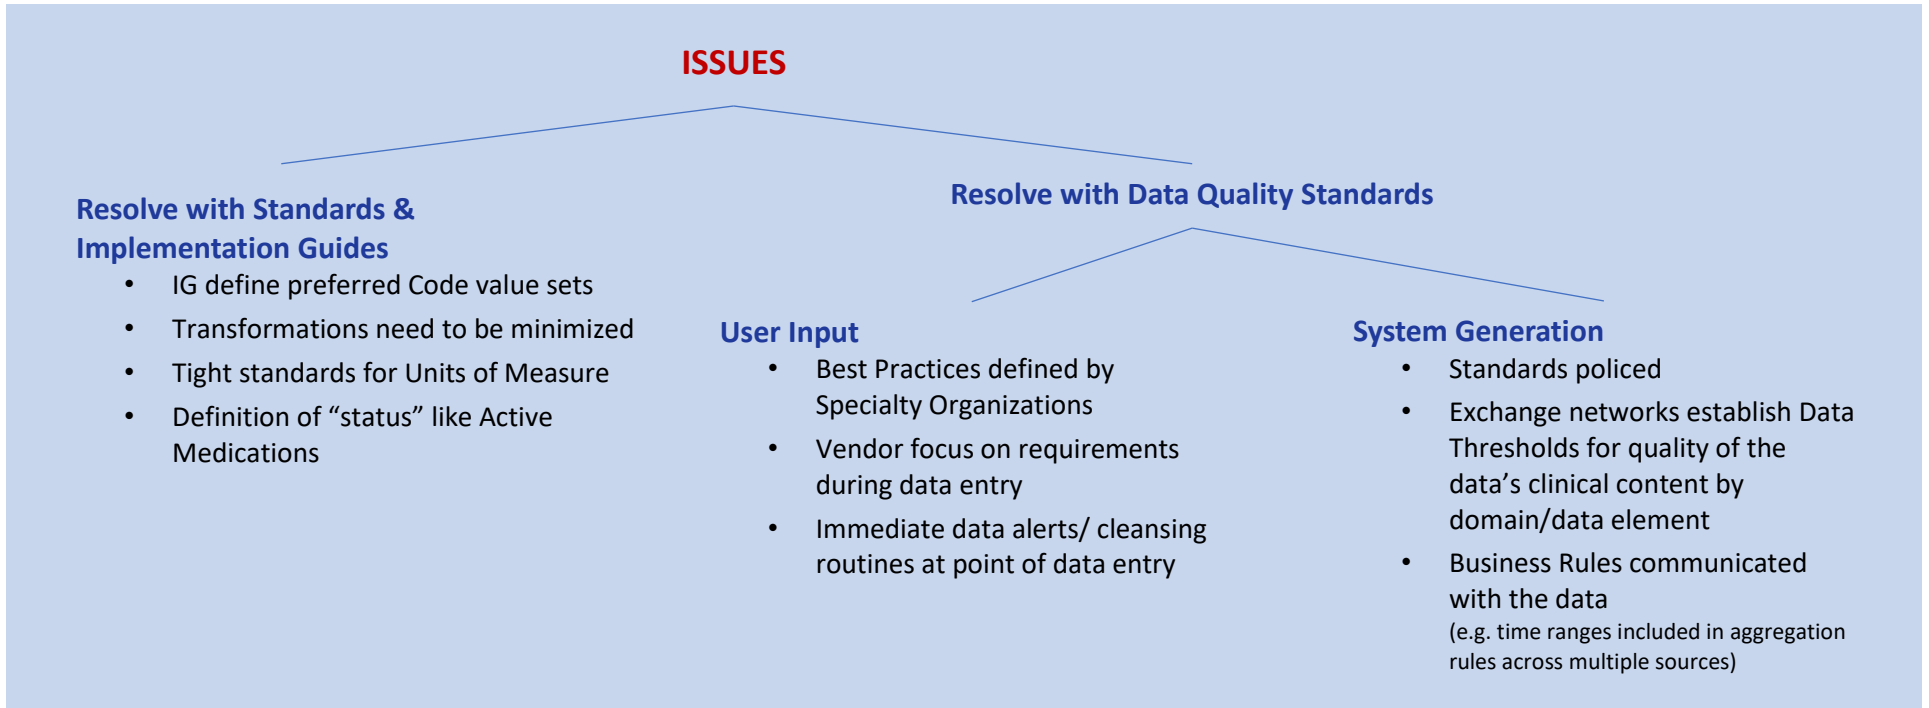 ISSUES
Resolve with Standards &
Implementation Guides
• IG define preferred Code value sets
• Transformations need to be minimized
• Tight standards for Units of Measure
• Definition of “status” like Active
Medications
Resolve with Data Quality Standards
User Input
• Best Practices defined by
Specialty Organizations
• Vendor focus on requirements
during data entry
• Immediate data alerts/ cleansing
routines at point of data entry
System Generation
• Standards policed
• Exchange networks establish Data
Thresholds for quality of the
data’s clinical content by
domain/data element
• Business Rules communicated
with the data
(e.g. time ranges included in aggregation
rules across multiple sources)